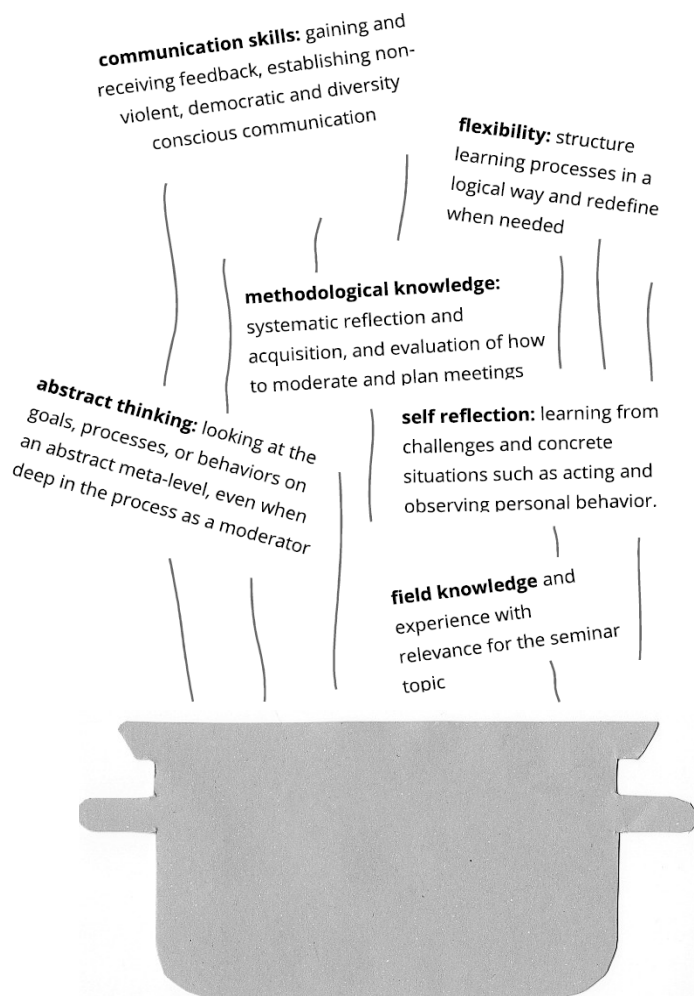 communication skills: gaining and
receiving feedback, establishing non-
violent, democratic and diversity
conscious communication
flexibility: structure
learning processes in a
logical way and redefine
when needed
methodological knowledge:
systematic reflection and
acquisition, and evaluation of how
to moderate and plan meetings
abstract thinking: looking at the
goals, processes, or behaviors on
an abstract meta-level, even when
deep in the process as a moderator
self reflection: learning from
challenges and concrete
situations such as acting and
observing personal behavior.
field knowledge and
experience with
relevance for the seminar
topic